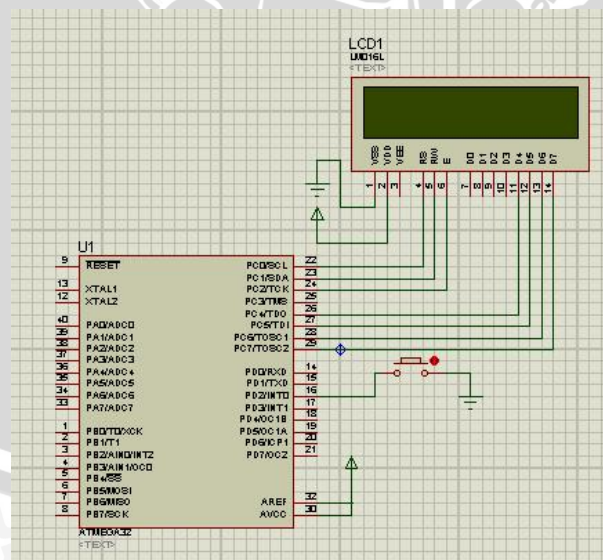 LCD1
LM016L
<TEXT>
VSS
VDD
VEE
RS
RW
E
D0
D1
D2
D3
D4
D5
D6
D7
1
2
3
4
5
6
7
8
9
10
11
12
13
14
U1
9 RESET
13 XTAL1
12 XTAL2
40 PA0/ADC0
39 PA1/ADC1
38 PA2/ADC2
37 PA3/ADC3
36 PA4/ADC4
35 PA5/ADC5
34 PA6/ADC6
33 PA7/ADC7
1 PB0/T0/XCK
2 PB1/T1
3 PB2/AIN0/INT2
4 PB3/AIN1/OC0
5 PB4/SS
6 PB5/MOSI
7 PB6/MISO
8 PB7/SCK
PC0/SCL 22
PC1/SDA 23
PC2/TCK 24
PC3/TMS 25
PC4/TDO 26
PC5/TDI 27
PC6/TOSC1 28
PC7/TOSC2 29
PD0/RXD 14
PD1/TXD 15
PD2/INT0 16
PD3/INT1 17
PD4/OC1B 18
PD5/OC1A 19
PD6/ICP1 20
PD7/OC2 21
AREF 32
AVCC 30
ATMEGA32
<TEXT>